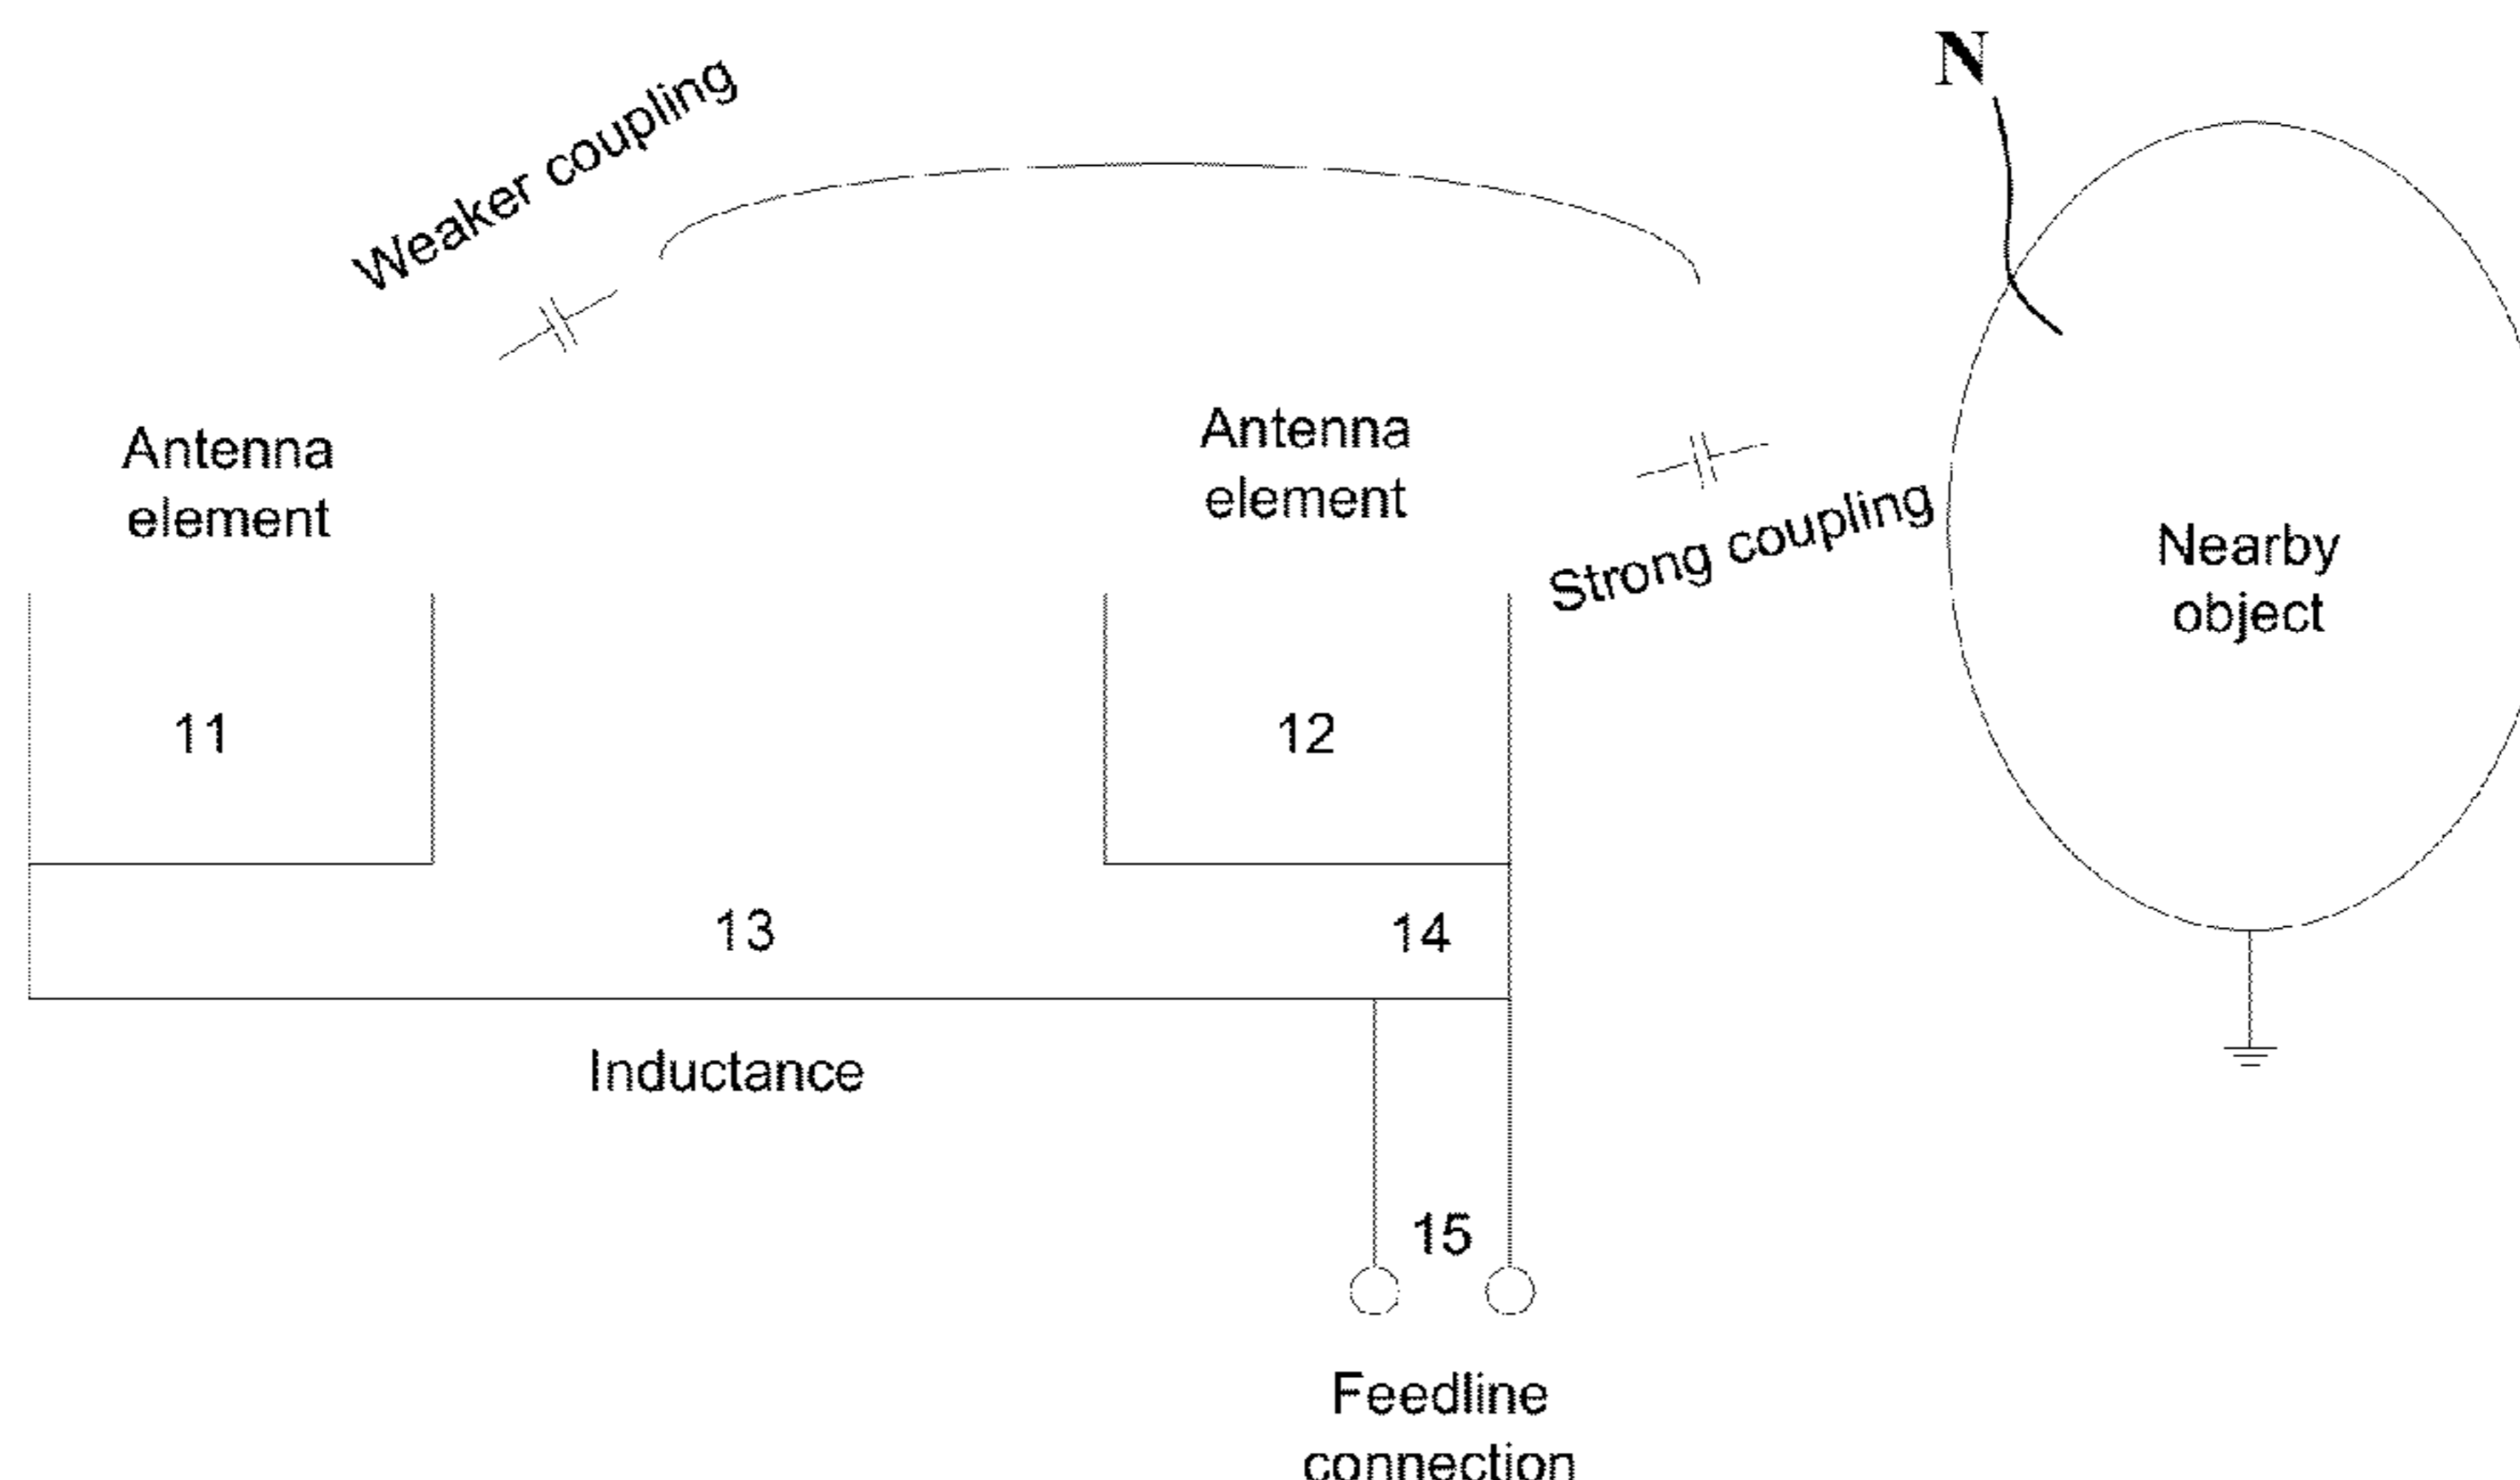 N
Weaker coupling
Antenna
element
Antenna
element
Strong coupling
Nearby
object
11
12
13
14
Inductance
15
Feedline
connection